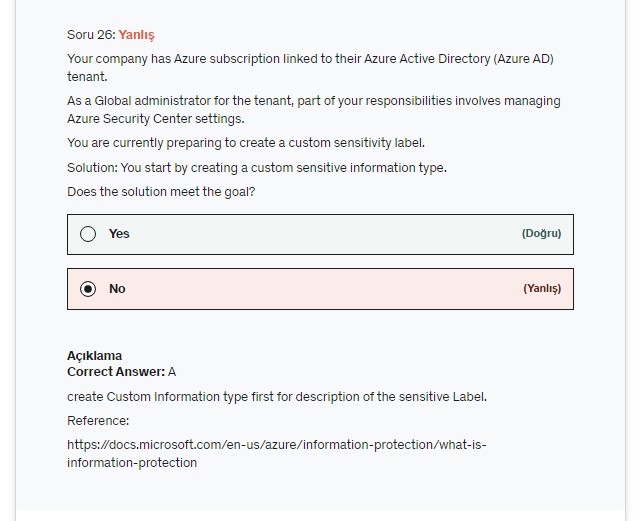 Soru 26: Yanlış
Your company has Azure subscription linked to their Azure Active Directory (Azure AD)
tenant.
As a Global administrator for the tenant, part of your responsibilities involves managing
Azure Security Center settings.
You are currently preparing to create a custom sensitivity label.
Solution: You start by creating a custom sensitive information type.
Does the solution meet the goal?
Yes (Doğru)
No (Yanlış)
Açıklama
Correct Answer: A
create Custom Information type first for description of the sensitive Label.
Reference:
https://docs.microsoft.com/en-us/azure/information-protection/what-is-
information-protection